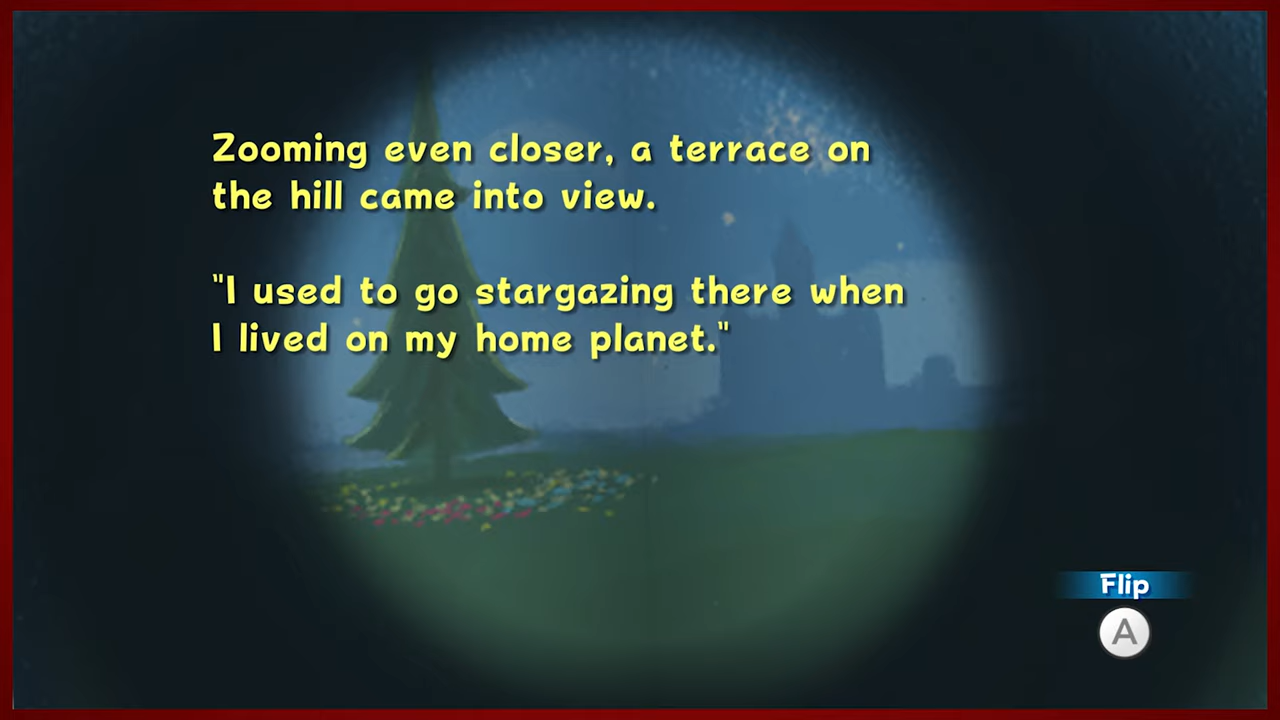 Zooming even closer, a terrace on
the hill came into view.
"I used to go stargazing there when
I lived on my home planet."
Flip
A